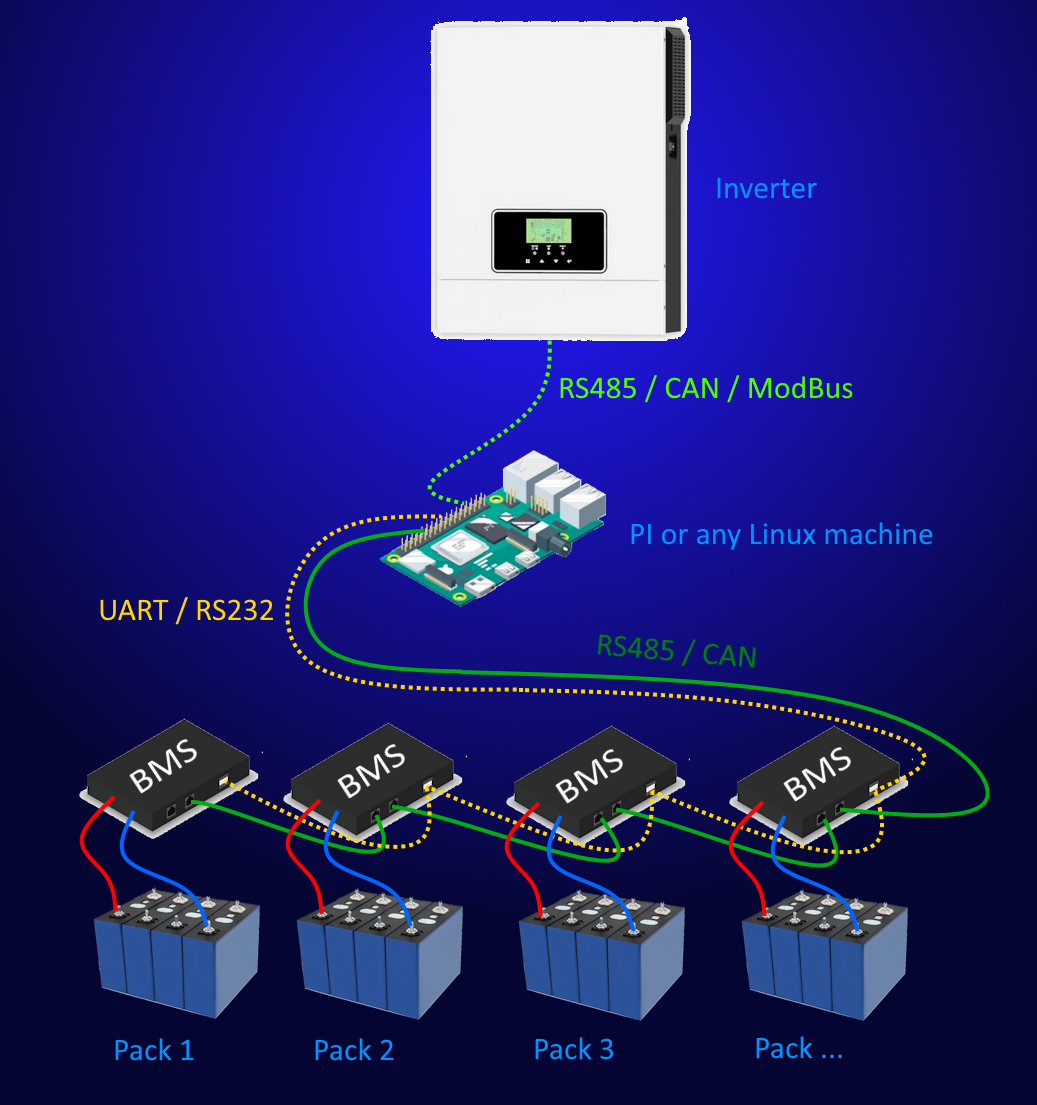 Inverter
RS485 / CAN / ModBus
PI or any Linux machine
UART / RS232
RS485 / CAN
BMS
BMS
BMS
BMS
Pack 1
Pack 2
Pack 3
Pack ...